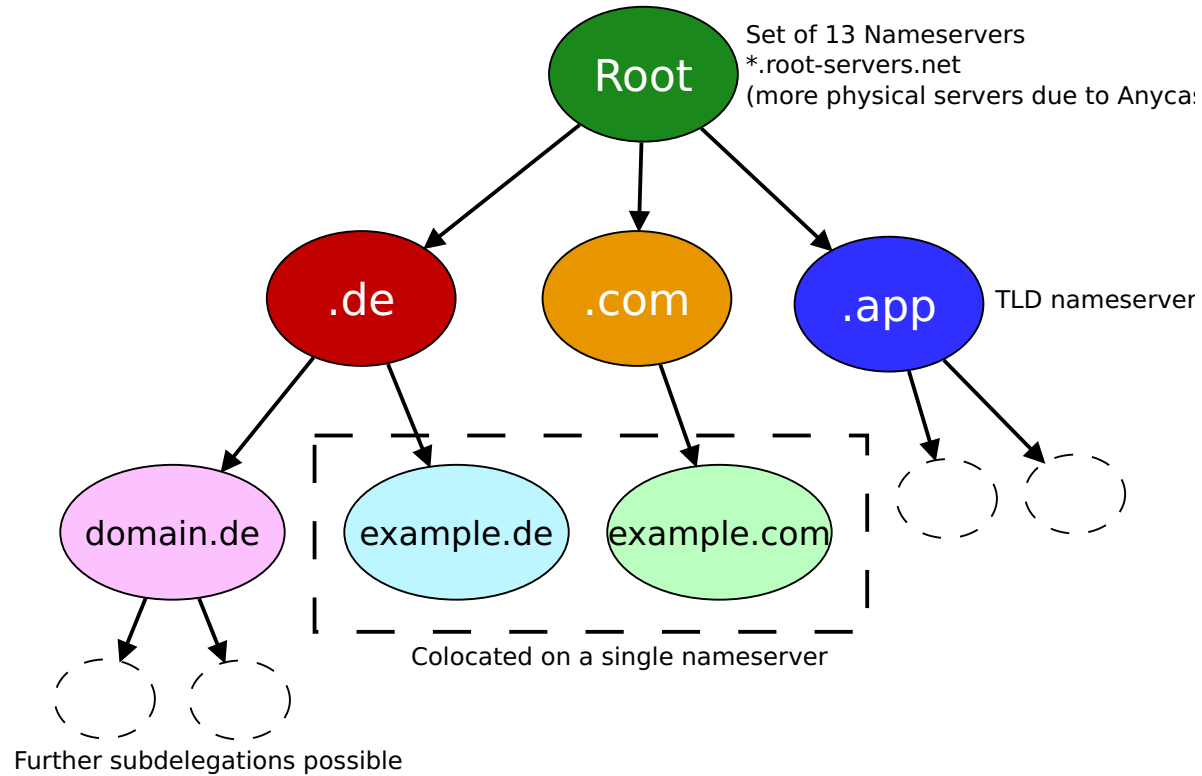 Root
Set of 13 Nameservers
*.root-servers.net
(more physical servers due to
.de
.com
.app
TLD nameserver
domain.de
example.de
example.com
Colocated on a single nameserver
Further subdelegations possible